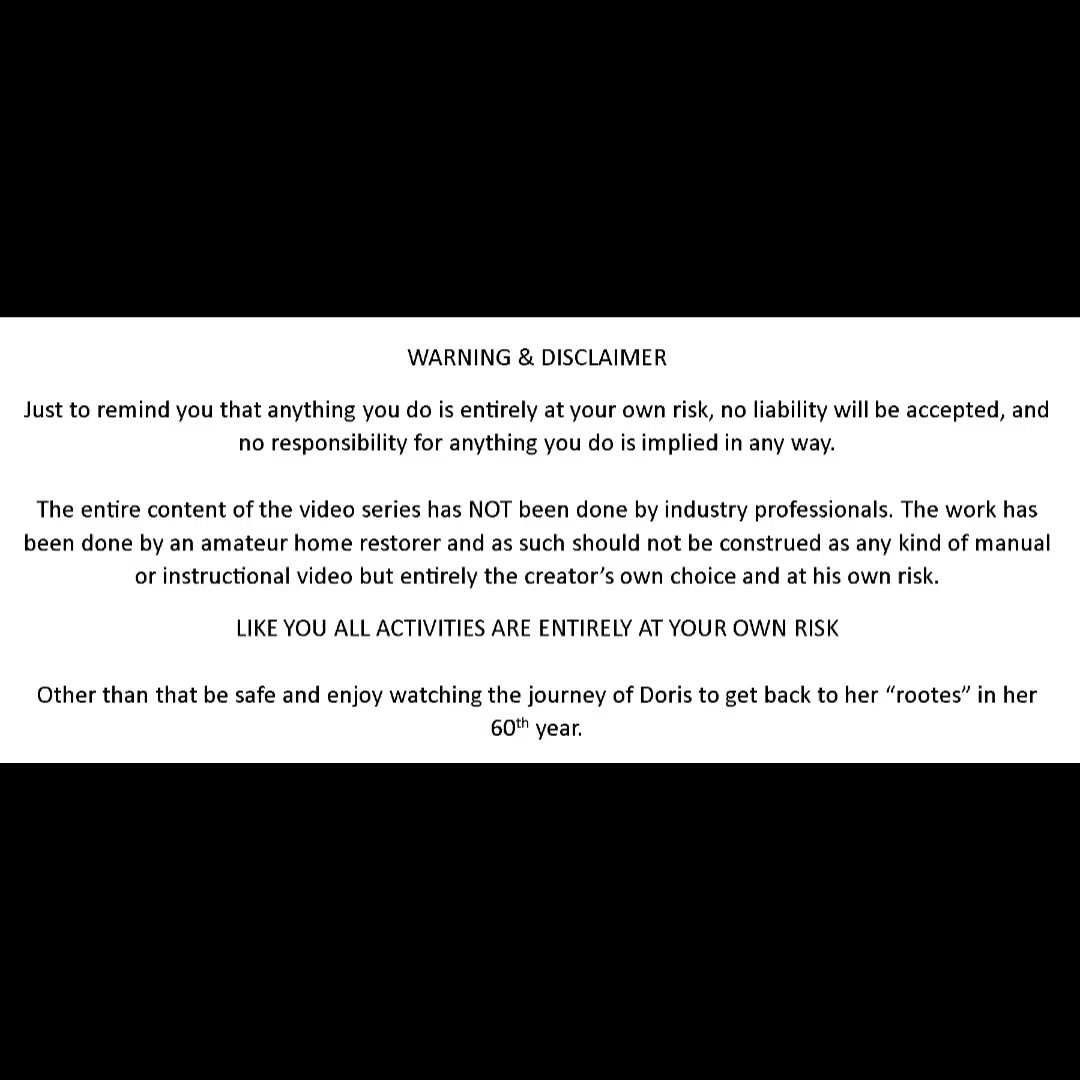 WARNING & DISCLAIMER
Just to remind you that anything you do is entirely at your own risk, no liability will be accepted, and
no responsibility for anything you do is implied in any way.
The entire content of the video series has NOT been done by industry professionals. The work has
been done by an amateur home restorer and as such should not be construed as any kind of manual
or instructional video but entirely the creator’s own choice and at his own risk.
LIKE YOU ALL ACTIVITIES ARE ENTIRELY AT YOUR OWN RISK
Other than that be safe and enjoy watching the journey of Doris to get back to her “rootes” in her
60th year.